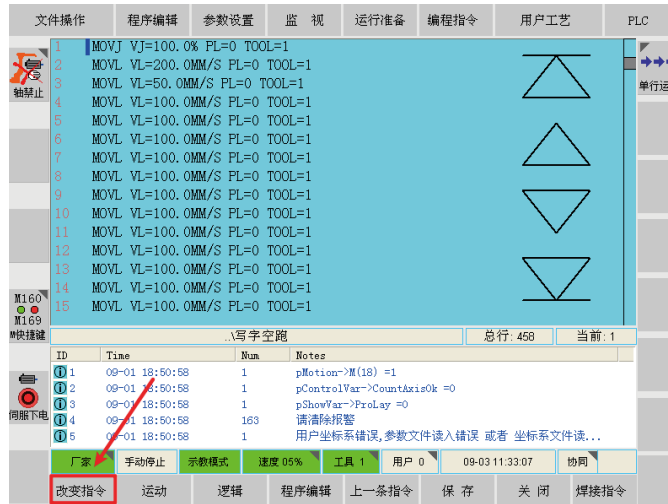 文件操作 程序编辑 参数设置 监 视 运行准备 编程指令 用户工艺 PLC
1 MOVJ VJ=100.0% PL=0 TOOL=1
2 MOVL VL=200.0MM/S PL=0 TOOL=1
3 MOVL VL=50.0MM/S PL=0 TOOL=1
4 MOVL VL=100.0MM/S PL=0 TOOL=1
5 MOVL VL=100.0MM/S PL=0 TOOL=1
6 MOVL VL=100.0MM/S PL=0 TOOL=1
7 MOVL VL=100.0MM/S PL=0 TOOL=1
8 MOVL VL=100.0MM/S PL=0 TOOL=1
9 MOVL VL=100.0MM/S PL=0 TOOL=1
10 MOVL VL=100.0MM/S PL=0 TOOL=1
11 MOVL VL=100.0MM/S PL=0 TOOL=1
12 MOVL VL=100.0MM/S PL=0 TOOL=1
13 MOVL VL=100.0MM/S PL=0 TOOL=1
14 MOVL VL=100.0MM/S PL=0 TOOL=1
15 MOVL VL=100.0MM/S PL=0 TOOL=1
轴禁止
M160
M169
M快捷键
伺服下电
单行运
..\写字空跑 总行: 458 当前: 1
ID Time Num Notes
1 09-01 18:50:58 1 pMotion->M(18) =1
2 09-01 18:50:58 1 pControlVar->CountAxisOk =0
3 09-01 18:50:58 1 pShowVar->ProLay =0
4 09-01 18:50:58 163 请清除报警
5 09-01 18:50:58 1 用户坐标系错误,参数文件读入错误 或者 坐标系文件读...
厂家 手动停止 示教模式 速度 05% 工具 1 用户 0 09-03 11:33:07 协同
改变指令 运动 逻辑 程序编辑 上一条指令 保 存 关 闭 焊接指令